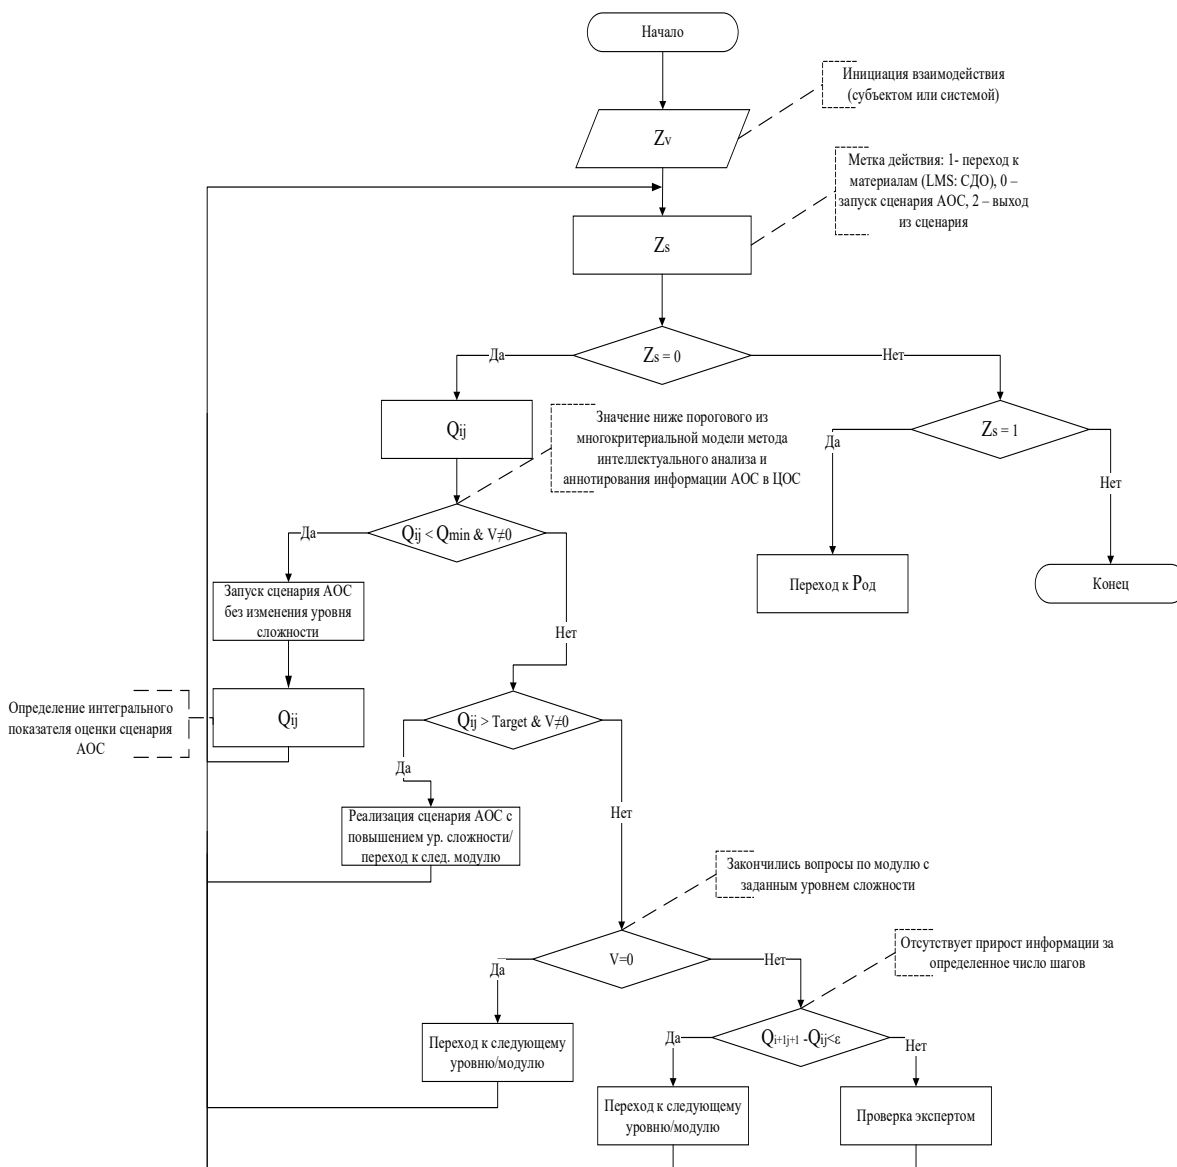 Начало
Инициация взаимодействия
(субъектом или системой)
Zv
Метка действия: 1- переход к
материалам (LMS: СДО), 0 –
запуск сценария АОС, 2 – выход
из сценария
Zs
Zs = 0
Да
Нет
Qij
Значение ниже порогового из
многокритериальной модели метода
интеллектуального анализа и
аннотирования информации АОС в ЦОС
Zs = 1
Да
Нет
Qij < Qmin & V≠0
Да
Нет
Переход к Pод
Конец
Запуск сценария АОС
без изменения уровня
сложности
Определение интегрального
показателя оценки сценария
АОС
Qij
Qij > Target & V≠0
Да
Нет
Реализация сценария АОС с
повышением ур. сложности/
переход к след. модулю
Закончились вопросы по модулю с
заданным уровнем сложности
V=0
Да
Нет
Отсутствует прирост информации за
определенное число шагов
Переход к следующему
уровню/модулю
Qi+1j+1 -Qij<ε
Да
Нет
Переход к следующему
уровню/модулю
Проверка экспертом